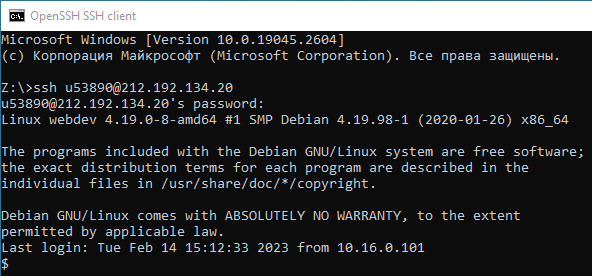 OpenSSH SSH client
Microsoft Windows [Version 10.0.19045.2604]
(c) Корпорация Майкрософт (Microsoft Corporation). Все права защищены.
Z:\>ssh u53890@212.192.134.20
u53890@212.192.134.20's password:
Linux webdev 4.19.0-8-amd64 #1 SMP Debian 4.19.98-1 (2020-01-26) x86_64
The programs included with the Debian GNU/Linux system are free software;
the exact distribution terms for each program are described in the
individual files in /usr/share/doc/*/copyright.
Debian GNU/Linux comes with ABSOLUTELY NO WARRANTY, to the extent
permitted by applicable law.
Last login: Tue Feb 14 15:12:33 2023 from 10.16.0.101
$